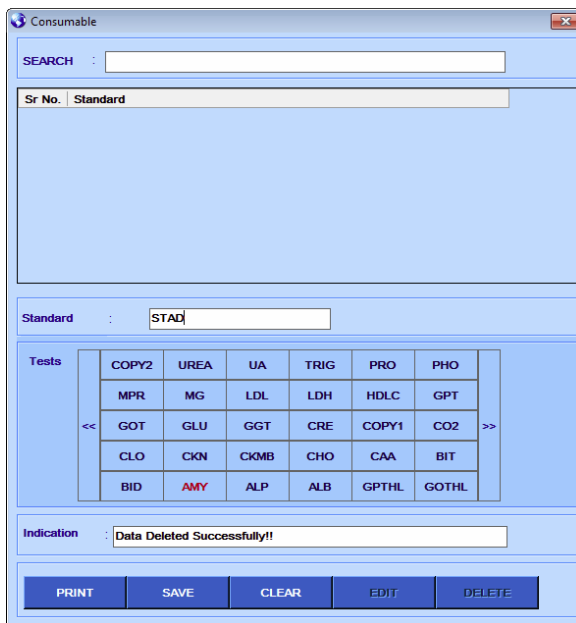 Consumable
SEARCH :
Sr No. Standard
Standard : STAD
Tests
COPY2 UREA UA TRIG PRO PHO
MPR MG LDL LDH HDLC GPT
<< GOT GLU GGT CRE COPY1 CO2 >>
CLO CKN CKMB CHO CAA BIT
BID AMY ALP ALB GPTHL GOTHL
Indication : Data Deleted Successfully!!
PRINT SAVE CLEAR EDIT DELETE